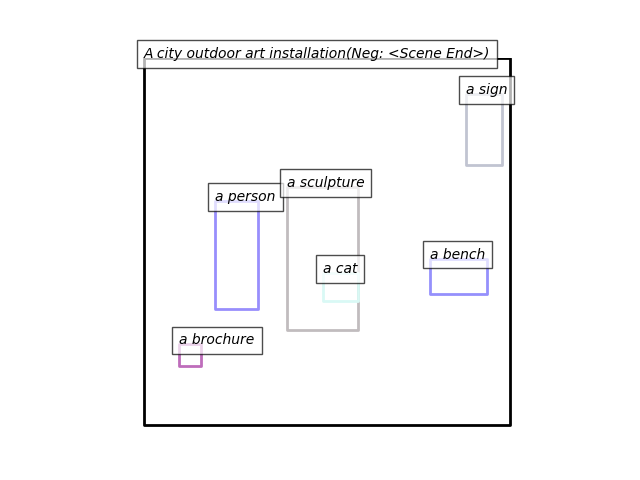 A city outdoor art installation(Neg: <Scene End>)
a sign
a sculpture
a person
a bench
a cat
a brochure